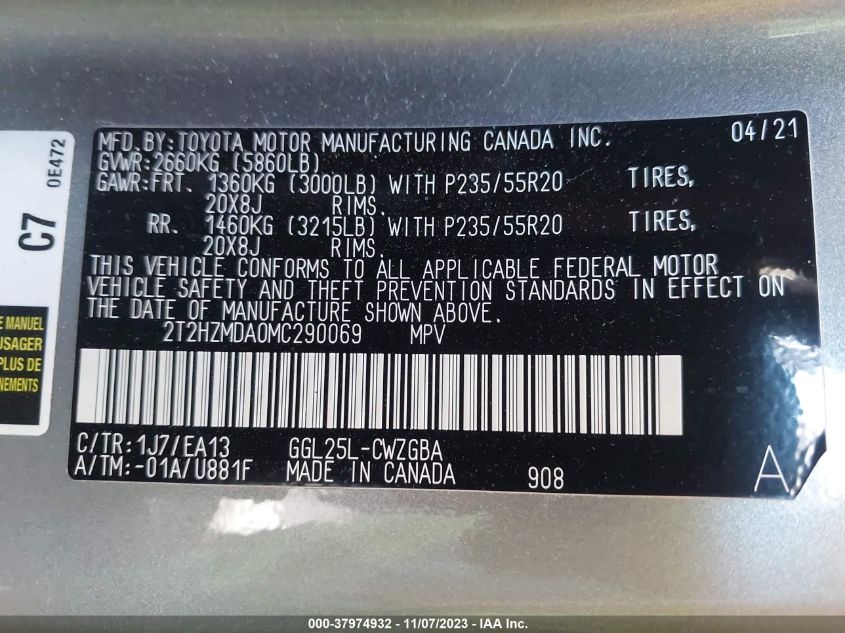 MFD.BY:TOYOTA MOTOR MANUFACTURING CANADA INC. 04/21
GVWR:2660KG (5860LB)
GAWR:FRT. 1360KG (3000LB) WITH P235/55R20 TIRES,
20X8J RIMS.
RR. 1460KG (3215LB) WITH P235/55R20 TIRES,
20X8J RIMS.
THIS VEHICLE CONFORMS TO ALL APPLICABLE FEDERAL MOTOR
VEHICLE SAFETY AND THEFT PREVENTION STANDARDS IN EFFECT ON
THE DATE OF MANUFACTURE SHOWN ABOVE.
2T2HZMDA0MC290069 MPV
C/TR:1J7/EA13 GGL25L-CWZGBA
A/TM:-01A/U881F MADE IN CANADA 908 A
C7 0E472
E MANUEL
USAGER
PLUS DE
NEMENTS
000-37974932 - 11/07/2023 - IAA Inc.